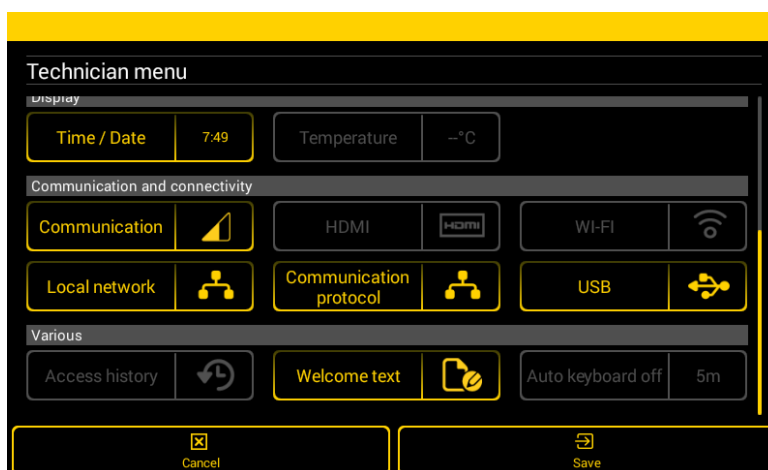 Technician menu
Display
Time / Date 7:49 Temperature --°C
Communication and connectivity
Communication HDMI HDMI WI-FI
Local network Communication protocol USB
Various
Access history Welcome text Auto keyboard off 5m
Cancel Save